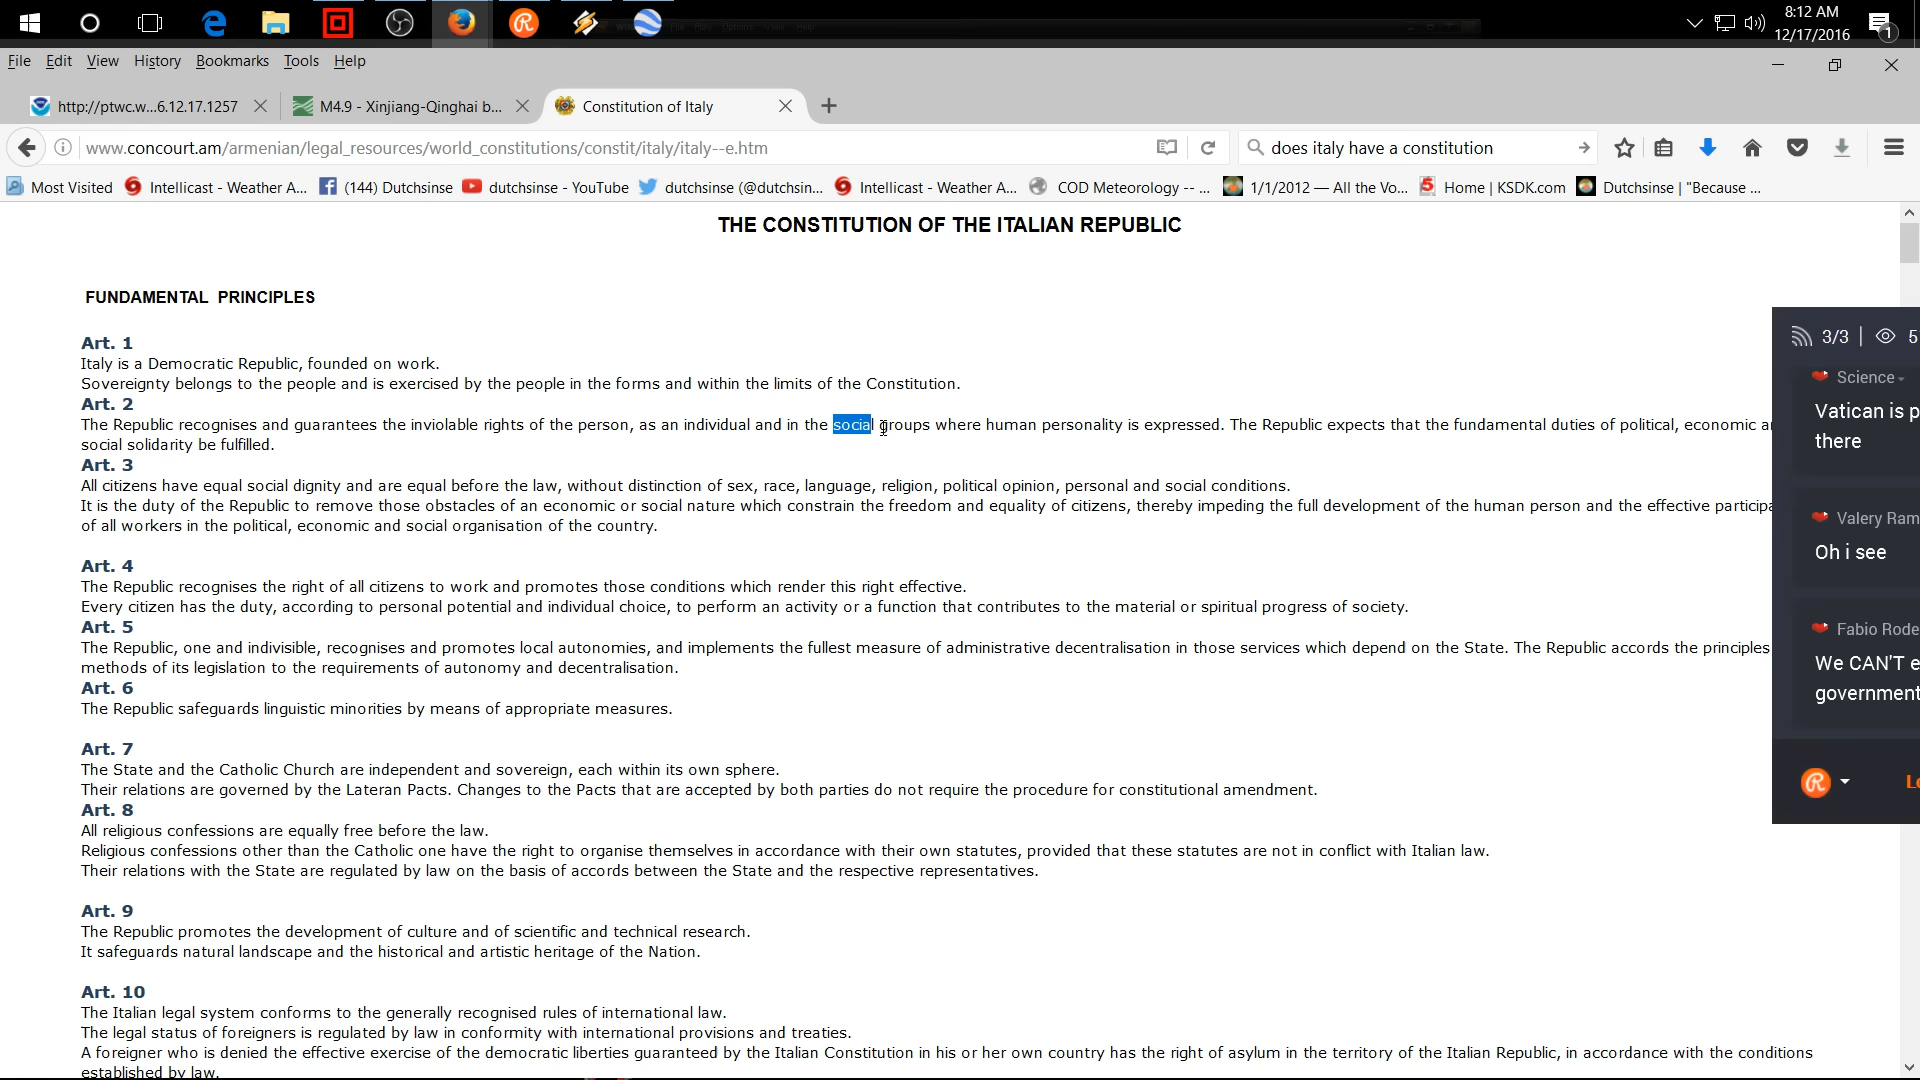 8:12 AM
12/17/2016
1
File Edit View History Bookmarks Tools Help
http://ptwc.w...6.12.17.1257
M4.9 - Xinjiang-Qinghai b...
Constitution of Italy
www.concourt.am/armenian/legal_resources/world_constitutions/constit/italy/italy--e.htm
does italy have a constitution
Most Visited Intellicast - Weather A... (144) Dutchsinse dutchsinse - YouTube dutchsinse (@dutchsin... Intellicast - Weather A... COD Meteorology -- ... 1/1/2012 — All the Vo... Home | KSDK.com Dutchsinse | "Because ...
THE CONSTITUTION OF THE ITALIAN REPUBLIC
FUNDAMENTAL PRINCIPLES
Art. 1
Italy is a Democratic Republic, founded on work.
Sovereignty belongs to the people and is exercised by the people in the forms and within the limits of the Constitution.
Art. 2
The Republic recognises and guarantees the inviolable rights of the person, as an individual and in the social groups where human personality is expressed. The Republic expects that the fundamental duties of political, economic a
social solidarity be fulfilled.
Art. 3
All citizens have equal social dignity and are equal before the law, without distinction of sex, race, language, religion, political opinion, personal and social conditions.
It is the duty of the Republic to remove those obstacles of an economic or social nature which constrain the freedom and equality of citizens, thereby impeding the full development of the human person and the effective particip
of all workers in the political, economic and social organisation of the country.
Art. 4
The Republic recognises the right of all citizens to work and promotes those conditions which render this right effective.
Every citizen has the duty, according to personal potential and individual choice, to perform an activity or a function that contributes to the material or spiritual progress of society.
Art. 5
The Republic, one and indivisible, recognises and promotes local autonomies, and implements the fullest measure of administrative decentralisation in those services which depend on the State. The Republic accords the principles
methods of its legislation to the requirements of autonomy and decentralisation.
Art. 6
The Republic safeguards linguistic minorities by means of appropriate measures.
Art. 7
The State and the Catholic Church are independent and sovereign, each within its own sphere.
Their relations are governed by the Lateran Pacts. Changes to the Pacts that are accepted by both parties do not require the procedure for constitutional amendment.
Art. 8
All religious confessions are equally free before the law.
Religious confessions other than the Catholic one have the right to organise themselves in accordance with their own statutes, provided that these statutes are not in conflict with Italian law.
Their relations with the State are regulated by law on the basis of accords between the State and the respective representatives.
Art. 9
The Republic promotes the development of culture and of scientific and technical research.
It safeguards natural landscape and the historical and artistic heritage of the Nation.
Art. 10
The Italian legal system conforms to the generally recognised rules of international law.
The legal status of foreigners is regulated by law in conformity with international provisions and treaties.
A foreigner who is denied the effective exercise of the democratic liberties guaranteed by the Italian Constitution in his or her own country has the right of asylum in the territory of the Italian Republic, in accordance with the conditions
established by law.
3/3 | 5
Science
Vatican is p
there
Valery Ram
Oh i see
Fabio Rode
We CAN'T e
government